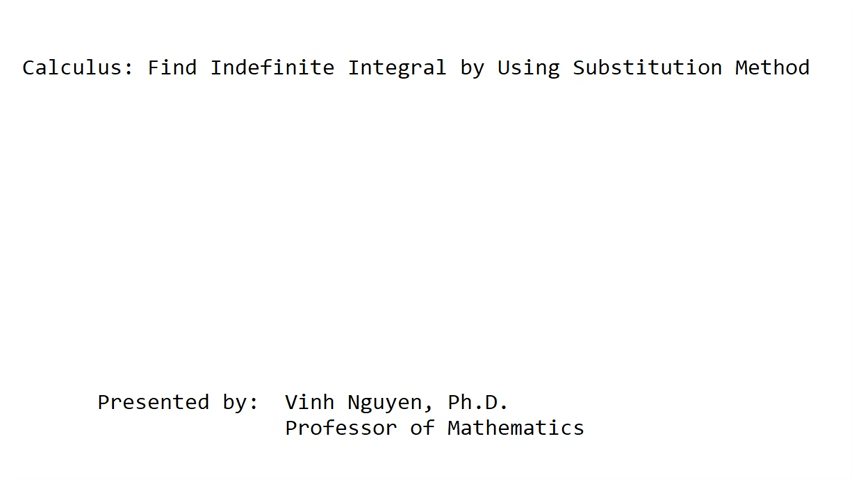 Calculus: Find Indefinite Integral by Using Substitution Method
Presented by: Vinh Nguyen, Ph.D.
Professor of Mathematics